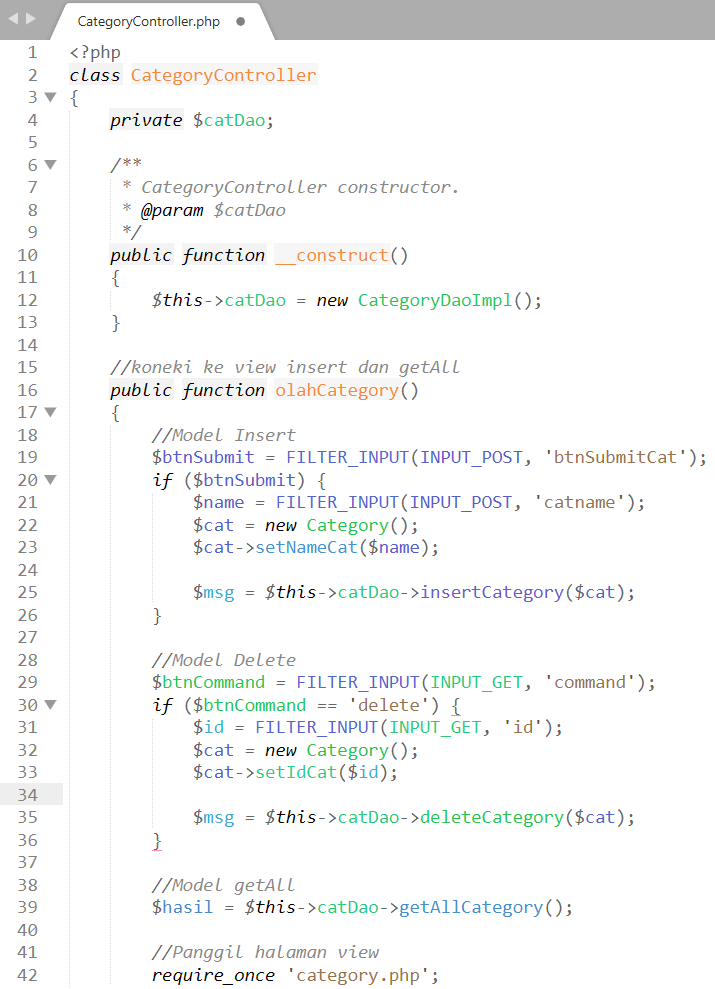 CategoryController.php
1 <?php
2 class CategoryController
3 {
4 private $catDao;
5
6 /**
7 * CategoryController constructor.
8 * @param $catDao
9 */
10 public function __construct()
11 {
12 $this->catDao = new CategoryDaoImpl();
13 }
14
15 //koneki ke view insert dan getAll
16 public function olahCategory()
17 {
18 //Model Insert
19 $btnSubmit = FILTER_INPUT(INPUT_POST, 'btnSubmitCat');
20 if ($btnSubmit) {
21 $name = FILTER_INPUT(INPUT_POST, 'catname');
22 $cat = new Category();
23 $cat->setNameCat($name);
24
25 $msg = $this->catDao->insertCategory($cat);
26 }
27
28 //Model Delete
29 $btnCommand = FILTER_INPUT(INPUT_GET, 'command');
30 if ($btnCommand == 'delete') {
31 $id = FILTER_INPUT(INPUT_GET, 'id');
32 $cat = new Category();
33 $cat->setIdCat($id);
34
35 $msg = $this->catDao->deleteCategory($cat);
36 }
37
38 //Model getAll
39 $hasil = $this->catDao->getAllCategory();
40
41 //Panggil halaman view
42 require_once 'category.php';